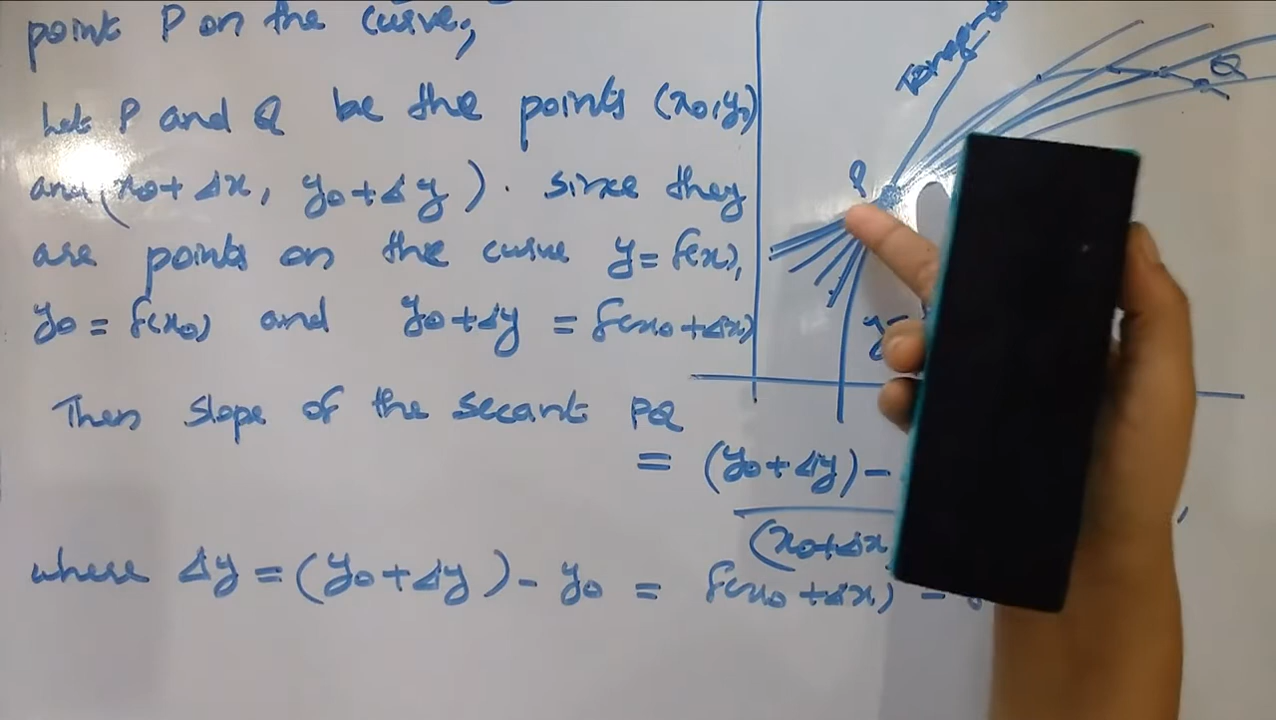 point P on the curve,
Let P and Q be the points (x₀, y₀)
and (x₀ + Δx, y₀ + Δy). Since they
are points on the curve y = f(x),
y₀ = f(x₀) and y₀ + Δy = f(x₀ + Δx)
Then slope of the secant PQ
= (y₀ + Δy) -
(x₀ + Δx
where Δy = (y₀ + Δy) - y₀ = f(x₀ + Δx) -
Tangent
Q
P
y =